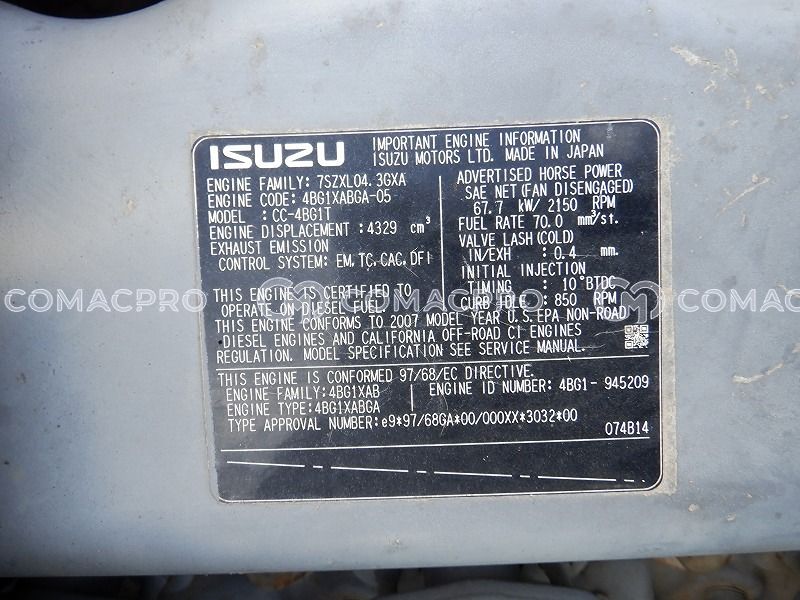 ISUZU
IMPORTANT ENGINE INFORMATION
ISUZU MOTORS LTD. MADE IN JAPAN
ENGINE FAMILY: 7SZXL04.3GXA
ENGINE CODE: 4BG1XABGA-05
MODEL : CC-4BG1T
ENGINE DISPLACEMENT: 4329 cm³
EXHAUST EMISSION
CONTROL SYSTEM: EM, TC, CAC, DFI
ADVERTISED HORSE POWER
SAE NET (FAN DISENGAGED)
67.7 kW/ 2150 RPM
FUEL RATE 70.0 mm³/st.
VALVE LASH (COLD)
IN/EXH : 0.4 mm.
INITIAL INJECTION
TIMING : 10°BTDC
CURB IDLE: 850 RPM
THIS ENGINE IS CERTIFIED TO
OPERATE ON DIESEL FUEL.
THIS ENGINE CONFORMS TO 2007 MODEL YEAR U.S.EPA NON-ROAD
DIESEL ENGINES AND CALIFORNIA OFF-ROAD CI ENGINES
REGULATION. MODEL SPECIFICATION SEE SERVICE MANUAL.
THIS ENGINE IS CONFORMED 97/68/EC DIRECTIVE.
ENGINE FAMILY: 4BG1XAB
ENGINE ID NUMBER: 4BG1- 945209
ENGINE TYPE: 4BG1XABGA
TYPE APPROVAL NUMBER: e9*97/68GA*00/000XX*3032*00
074B14
COMACPRO COMACPRO COMACPRO